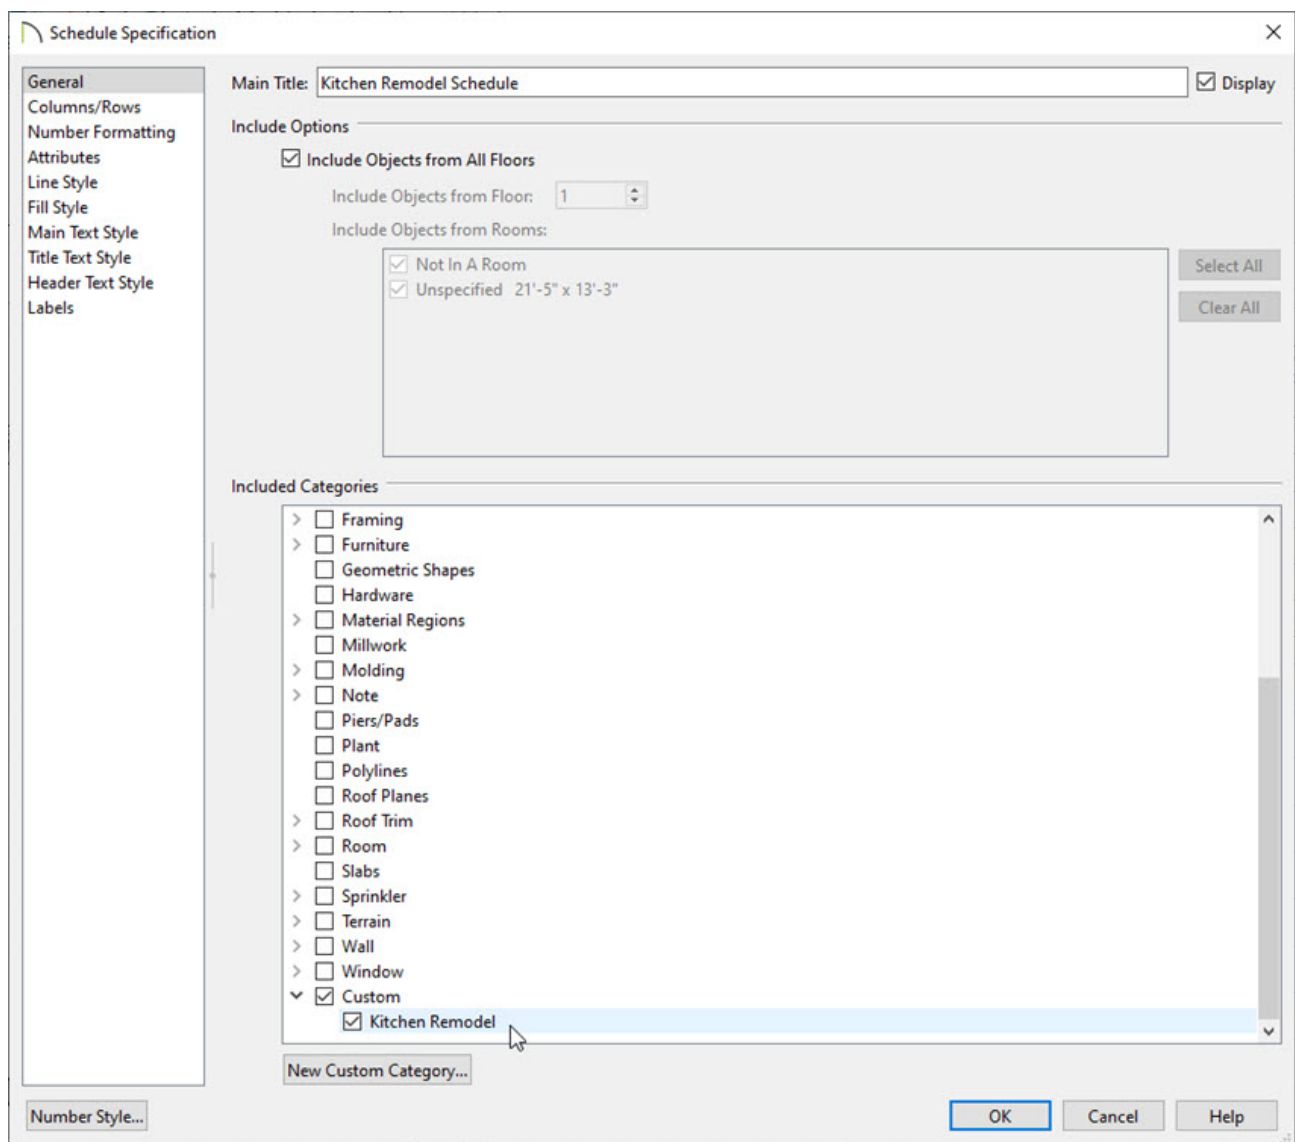 Schedule Specification
General
Columns/Rows
Number Formatting
Attributes
Line Style
Fill Style
Main Text Style
Title Text Style
Header Text Style
Labels
Main Title: Kitchen Remodel Schedule Display
Include Options
Include Objects from All Floors
Include Objects from Floor: 1
Include Objects from Rooms:
Not In A Room
Unspecified 21'-5" x 13'-3"
Select All
Clear All
Included Categories
Framing
Furniture
Geometric Shapes
Hardware
Material Regions
Millwork
Molding
Note
Piers/Pads
Plant
Polylines
Roof Planes
Roof Trim
Room
Slabs
Sprinkler
Terrain
Wall
Window
Custom
Kitchen Remodel
New Custom Category...
Number Style... OK Cancel Help